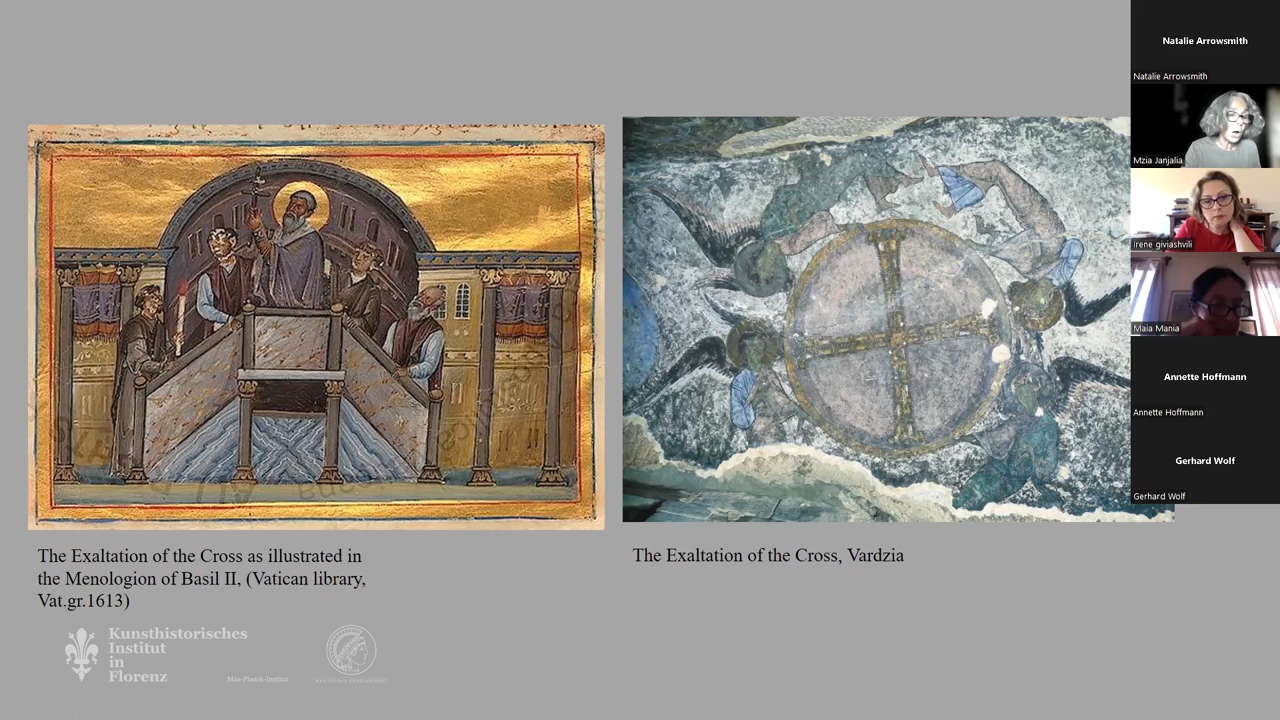 The Exaltation of the Cross as illustrated in
the Menologion of Basil II, (Vatican library,
Vat.gr.1613)
The Exaltation of the Cross, Vardzia
Kunsthistorisches
Institut
in
Florenz
Max-Planck-Institut
Natalie Arrowsmith
Natalie Arrowsmith
Mzia Janjalia
Irene giviashvili
Maia Mania
Annette Hoffmann
Annette Hoffmann
Gerhard Wolf
Gerhard Wolf